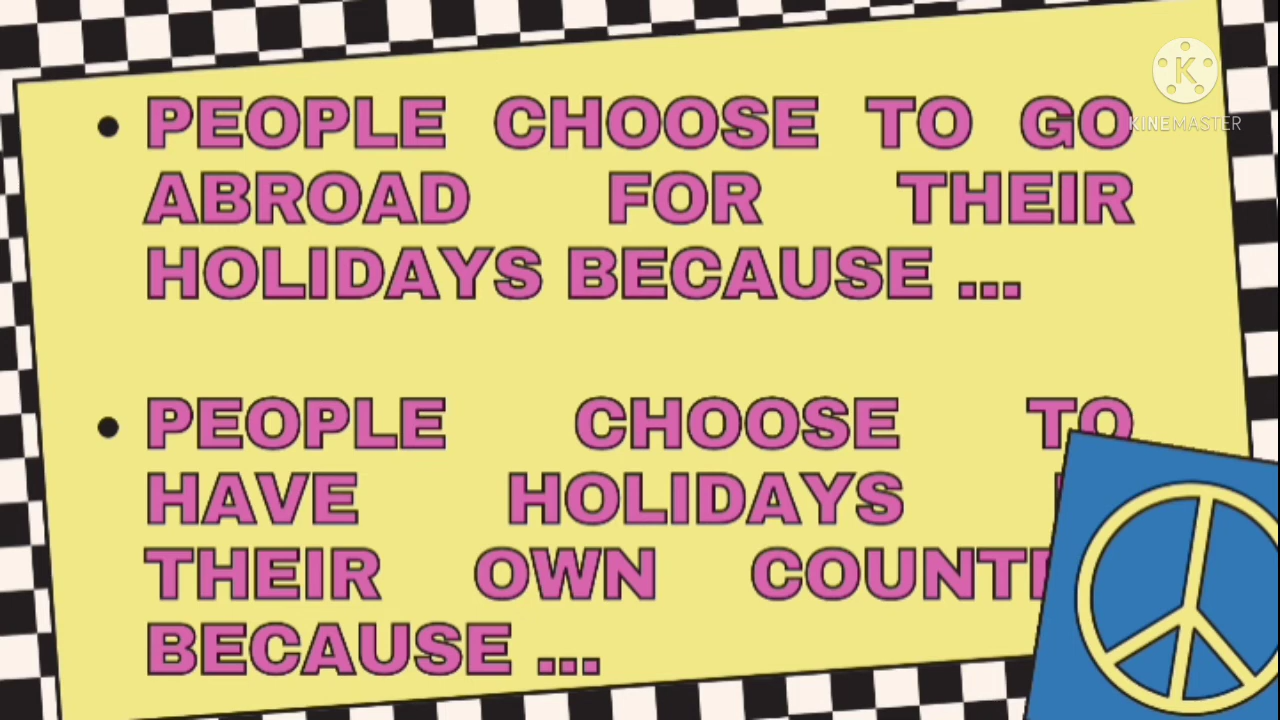 • PEOPLE CHOOSE TO GO
ABROAD FOR THEIR
HOLIDAYS BECAUSE ...
• PEOPLE CHOOSE TO
HAVE HOLIDAYS
THEIR OWN
BECAUSE ...
K
KINEMASTER